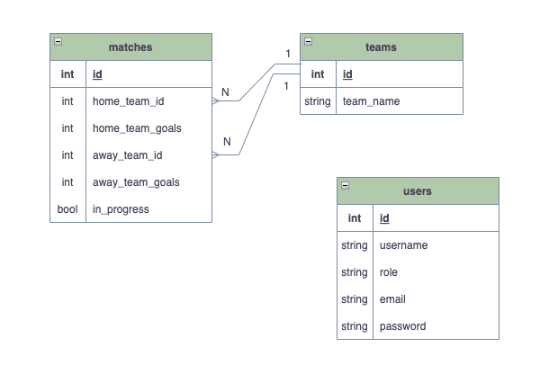 matches
int id
int home_team_id
int home_team_goals
int away_team_id
int away_team_goals
bool in_progress
N
N
1
1
teams
int id
string team_name
users
int id
string username
string role
string email
string password